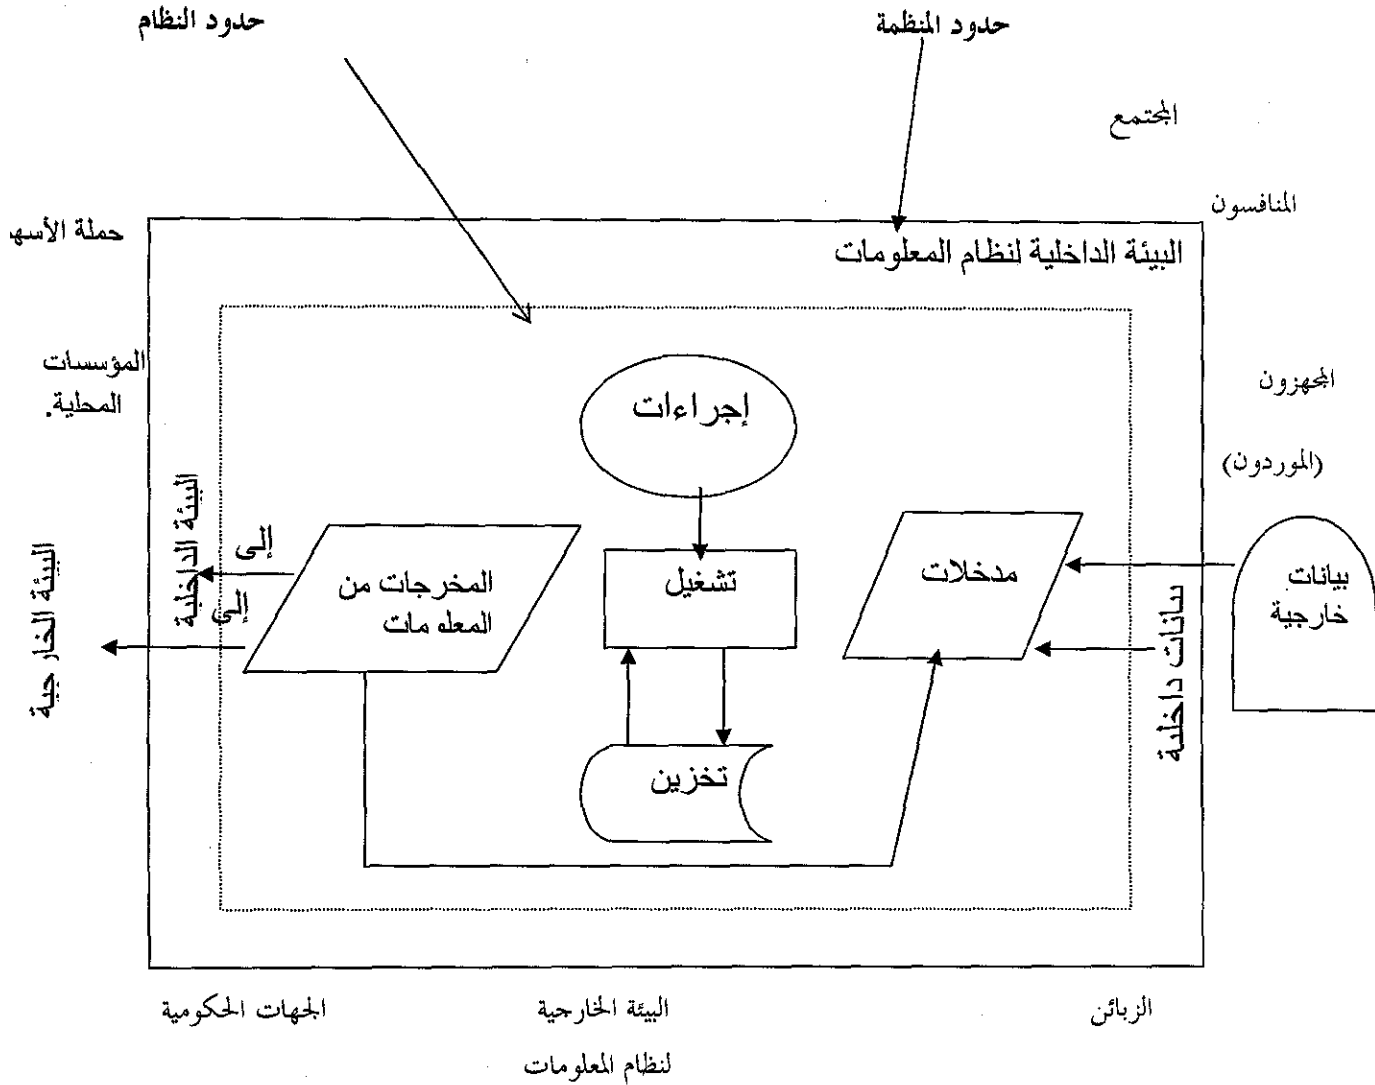 حدود المنظمة
حدود النظام
المجتمع
المنافسون
حملة الأسه
البيئة الداخلية لنظام المعلومات
المؤسسات
المحلية.
المجهزون
(الموردون)
إجراءات
البيئة الداخلية
البيئة الخارجية
إلى
إلى
المخرجات من
المعلومات
تشغيل
مدخلات
بيانات
خارجية
بيانات داخلية
تخزين
الزبائن
البيئة الخارجية
لنظام المعلومات
الجهات الحكومية